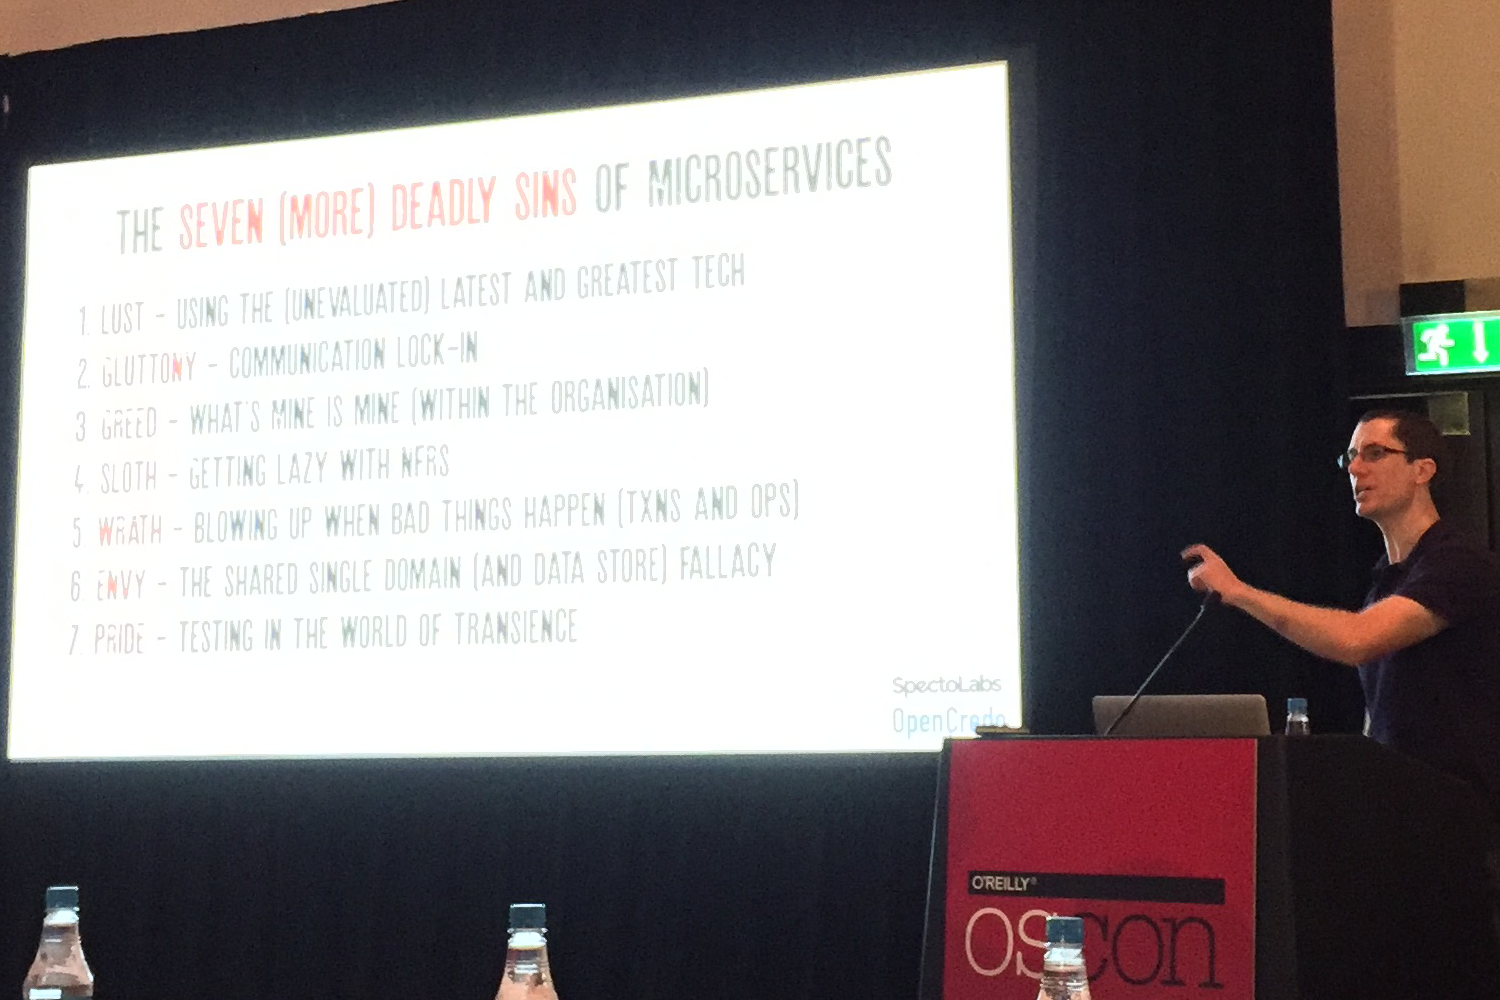 THE SEVEN (MORE) DEADLY SINS OF MICROSERVICES
1. LUST - USING THE (UNEVALUATED) LATEST AND GREATEST TECH
2. GLUTTONY - COMMUNICATION LOCK-IN
3 GREED - WHAT'S MINE IS MINE (WITHIN THE ORGANISATION)
4. SLOTH - GETTING LAZY WITH NFRS
5 WRATH - BLOWING UP WHEN BAD THINGS HAPPEN (TXNS AND OPS)
6. ENVY - THE SHARED SINGLE DOMAIN (AND DATA STORE) FALLACY
7. PRIDE - TESTING IN THE WORLD OF TRANSIENCE
SpectoLabs
OpenCredo
O'REILLY®
OSCON